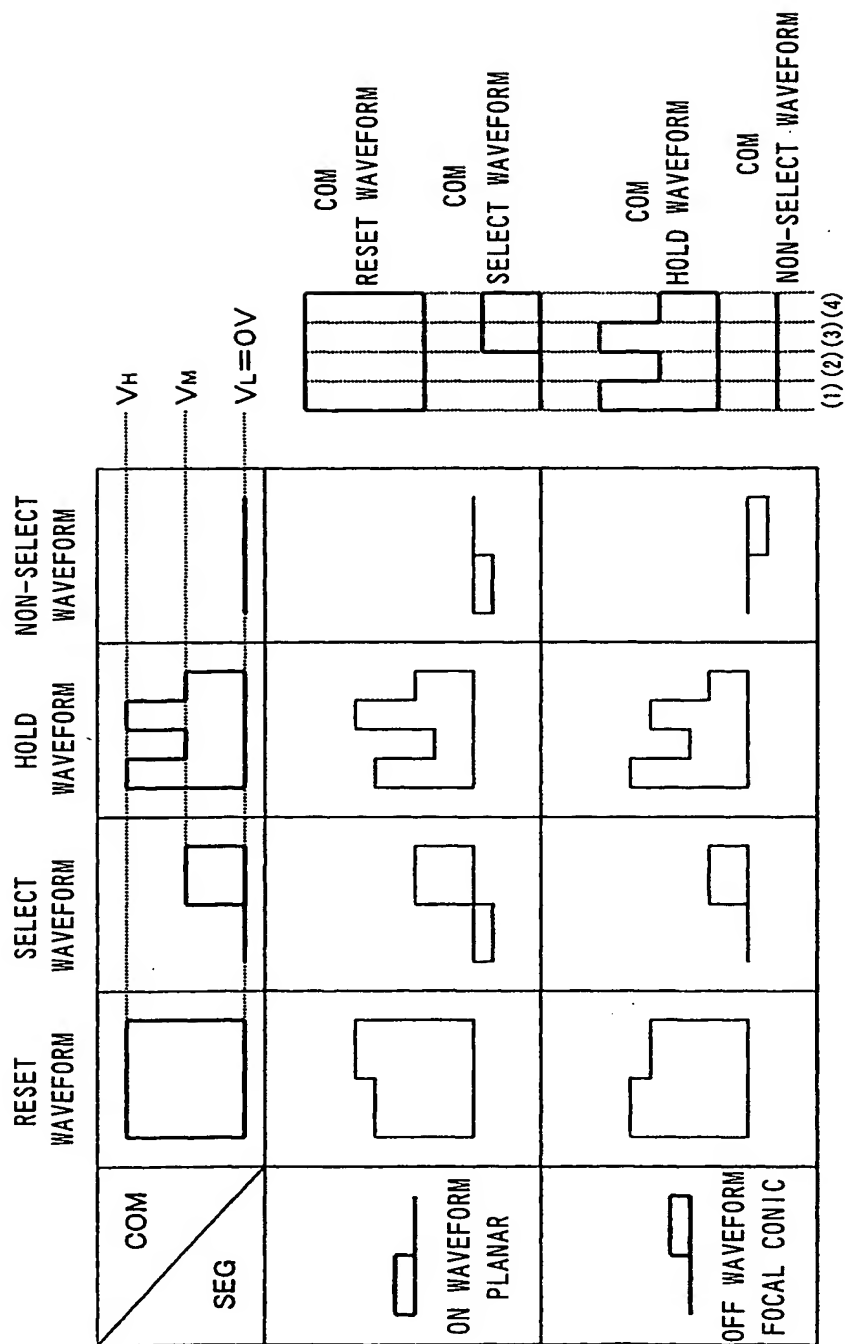 RESET
WAVEFORM
SELECT
WAVEFORM
HOLD
WAVEFORM
NON-SELECT
WAVEFORM
COM
SEG
VH
VM
VL=0V
ON WAVEFORM
PLANAR
OFF WAVEFORM
FOCAL CONIC
COM
RESET WAVEFORM
COM
SELECT WAVEFORM
COM
HOLD WAVEFORM
COM
NON-SELECT WAVEFORM
(1) (2) (3) (4)